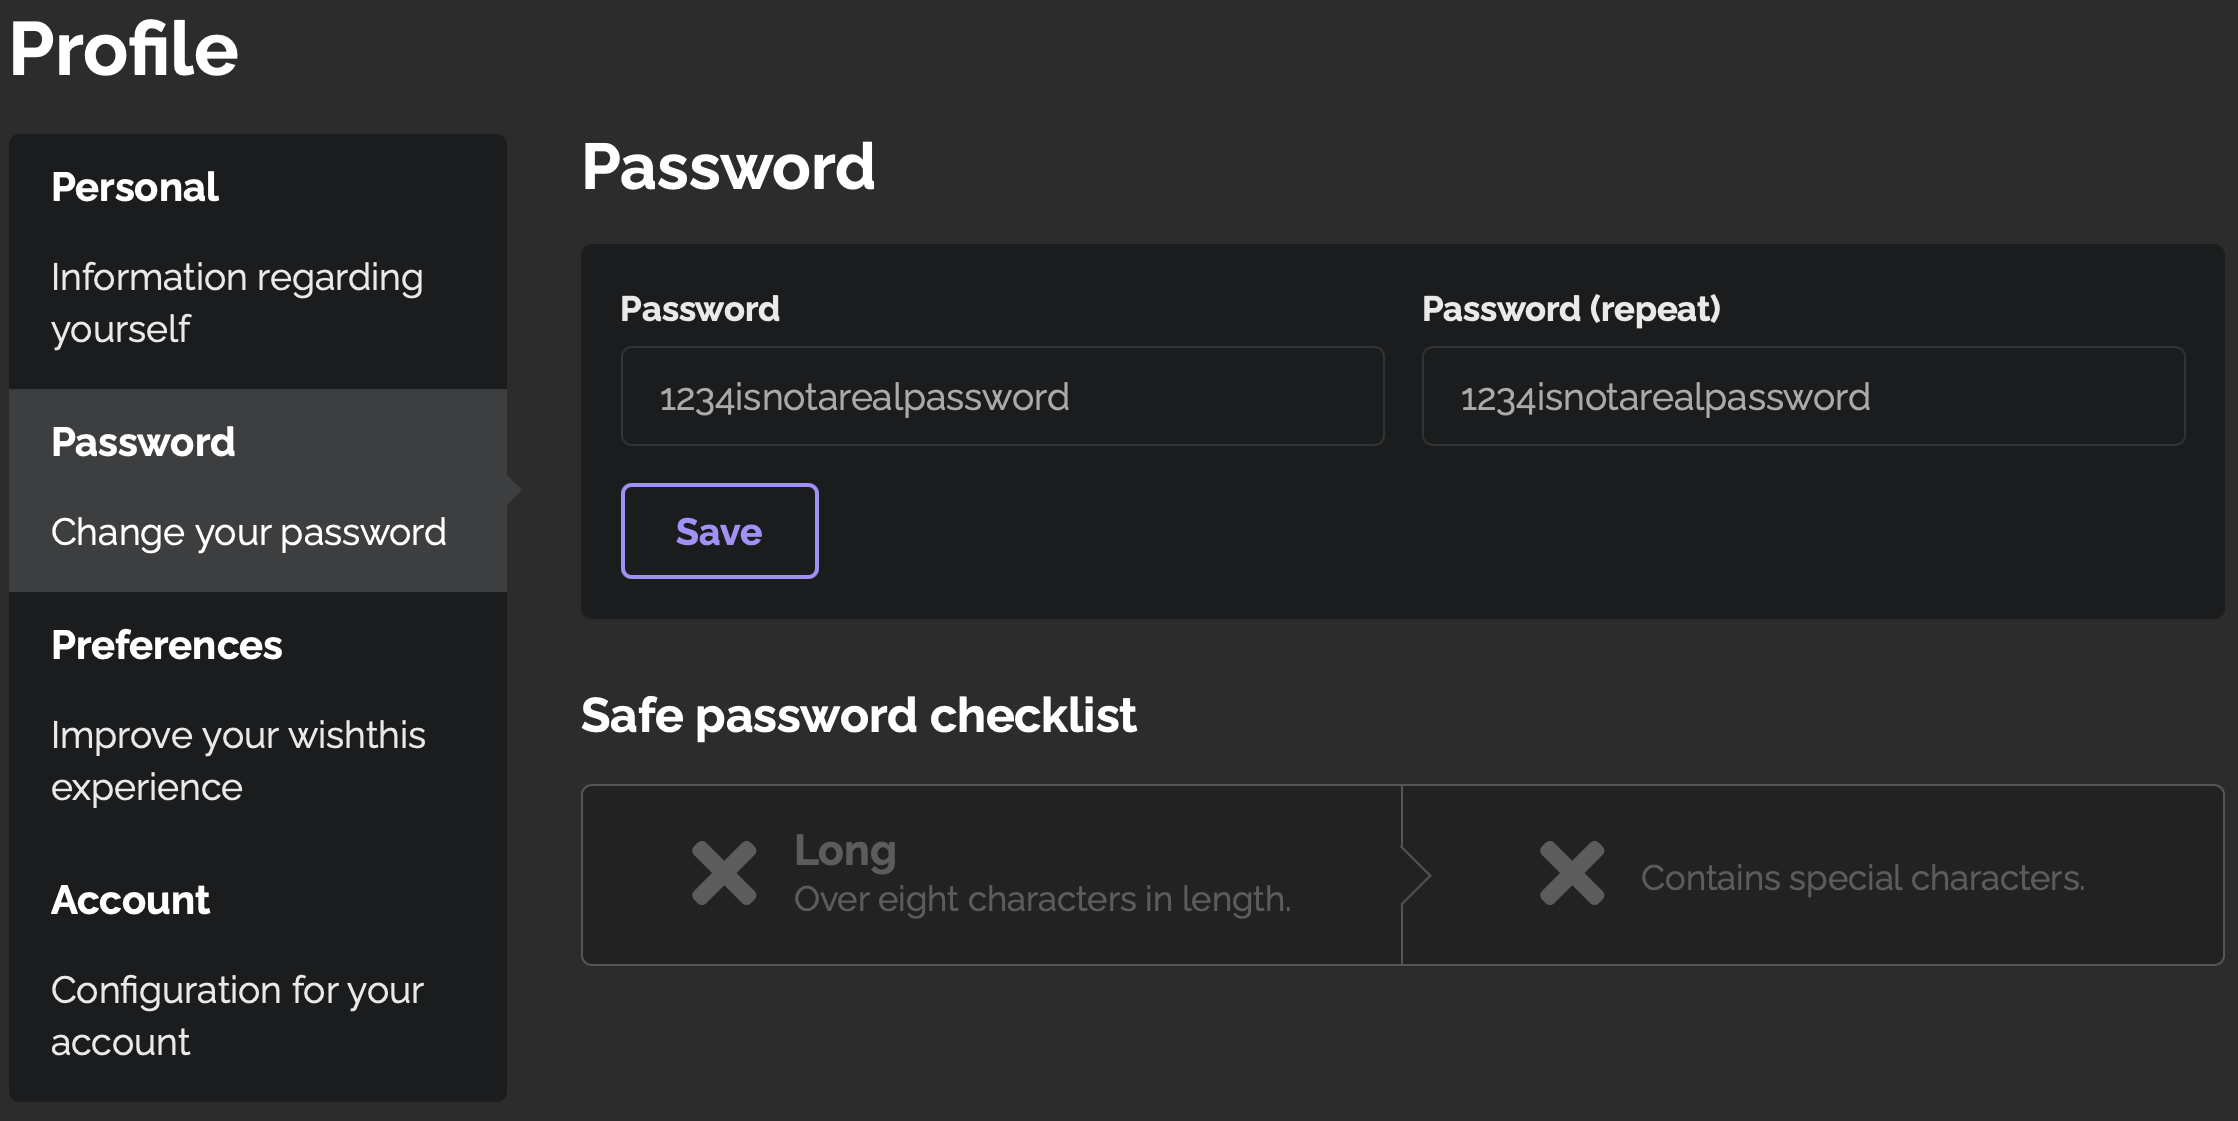 Profile
Personal
Information regarding
yourself
Password
Change your password
Preferences
Improve your wishthis
experience
Account
Configuration for your
account
Password
Password
Password (repeat)
1234isnotarealpassword
1234isnotarealpassword
Save
Safe password checklist
Long
Over eight characters in length.
Contains special characters.